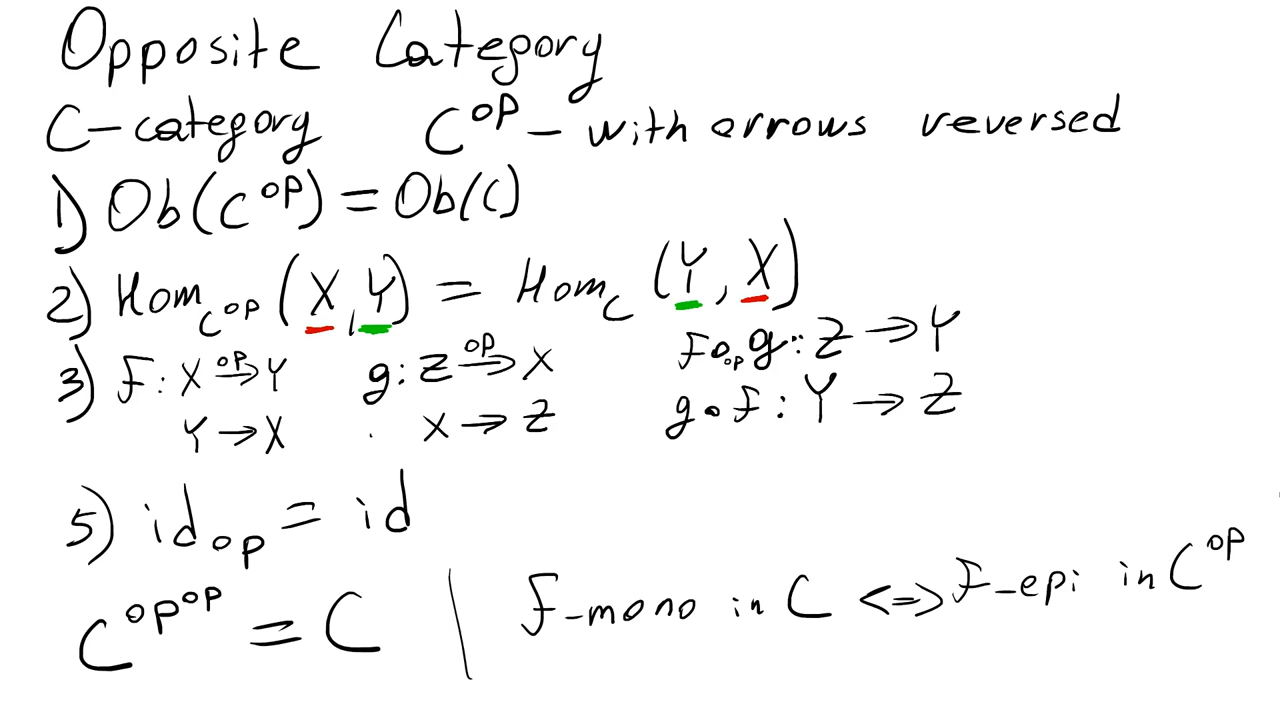 Opposite Category
C-category C^op - with arrows reversed
1) Ob(C^op) = Ob(C)
2) Hom_{C^op}(X, Y) = Hom_C(Y, X)
3) F: X →^op Y g: Z →^op X F∘_op g: Z → Y
Y → X X → Z g∘F: Y → Z
5) id_op = id
C^{op^op} = C | F-mono in C <=> F-epi in C^op